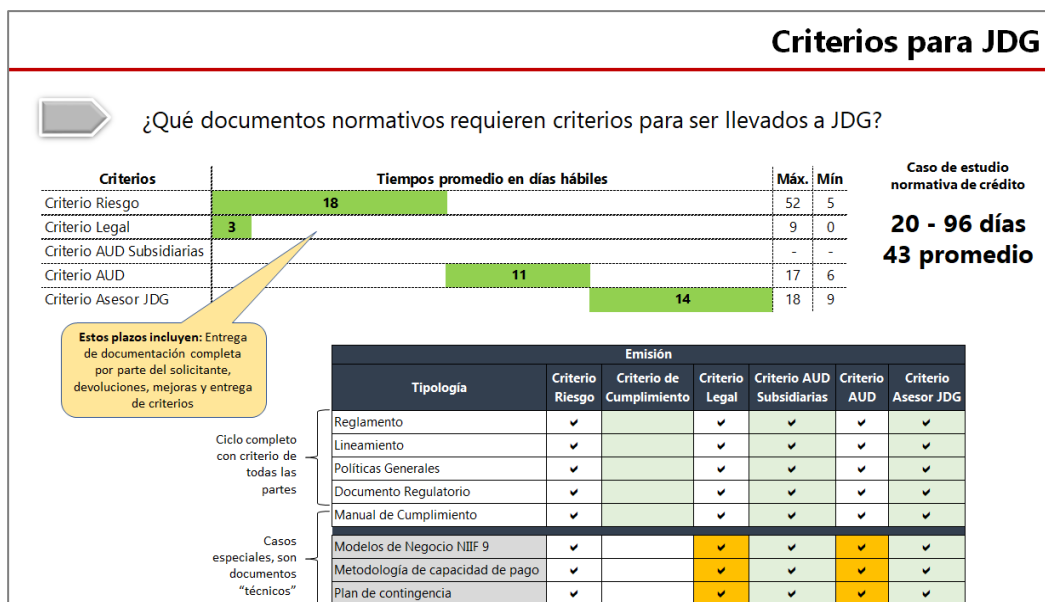 Criterios para JDG
¿Qué documentos normativos requieren criterios para ser llevados a JDG?
Criterios Tiempos promedio en días hábiles Máx. Mín
Criterio Riesgo 18 52 5
Criterio Legal 3 9 0
Criterio AUD Subsidiarias - -
Criterio AUD 11 17 6
Criterio Asesor JDG 14 18 9
Caso de estudio
normativa de crédito
20 - 96 días
43 promedio
Estos plazos incluyen: Entrega
de documentación completa
por parte del solicitante,
devoluciones, mejoras y entrega
de criterios
Emisión
Tipología
Criterio
Riesgo
Criterio de
Cumplimiento
Criterio
Legal
Criterio AUD
Subsidiarias
Criterio
AUD
Criterio
Asesor JDG
Ciclo completo
con criterio de
todas las
partes
Reglamento ✔ ✔ ✔ ✔ ✔
Lineamiento ✔ ✔ ✔ ✔ ✔
Políticas Generales ✔ ✔ ✔ ✔ ✔
Documento Regulatorio ✔ ✔ ✔ ✔ ✔
Manual de Cumplimiento ✔ ✔ ✔ ✔ ✔
Casos
especiales, son
documentos
“técnicos”
Modelos de Negocio NIIF 9 ✔ ✔ ✔ ✔ ✔
Metodología de capacidad de pago ✔ ✔ ✔ ✔ ✔
Plan de contingencia ✔ ✔ ✔ ✔ ✔